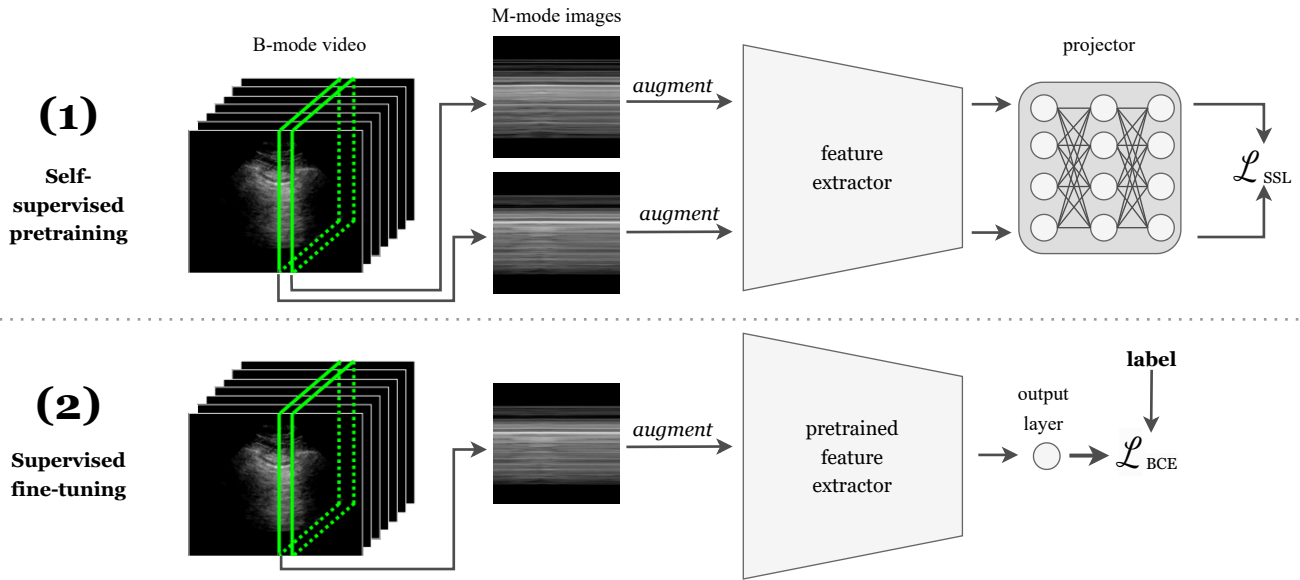 M-mode images
B-mode video
projector
(1)
Self-
supervised
pretraining
augment
augment
feature
extractor
ℒ SSL
(2)
Supervised
fine-tuning
augment
pretrained
feature
extractor
output
layer
label
ℒ BCE